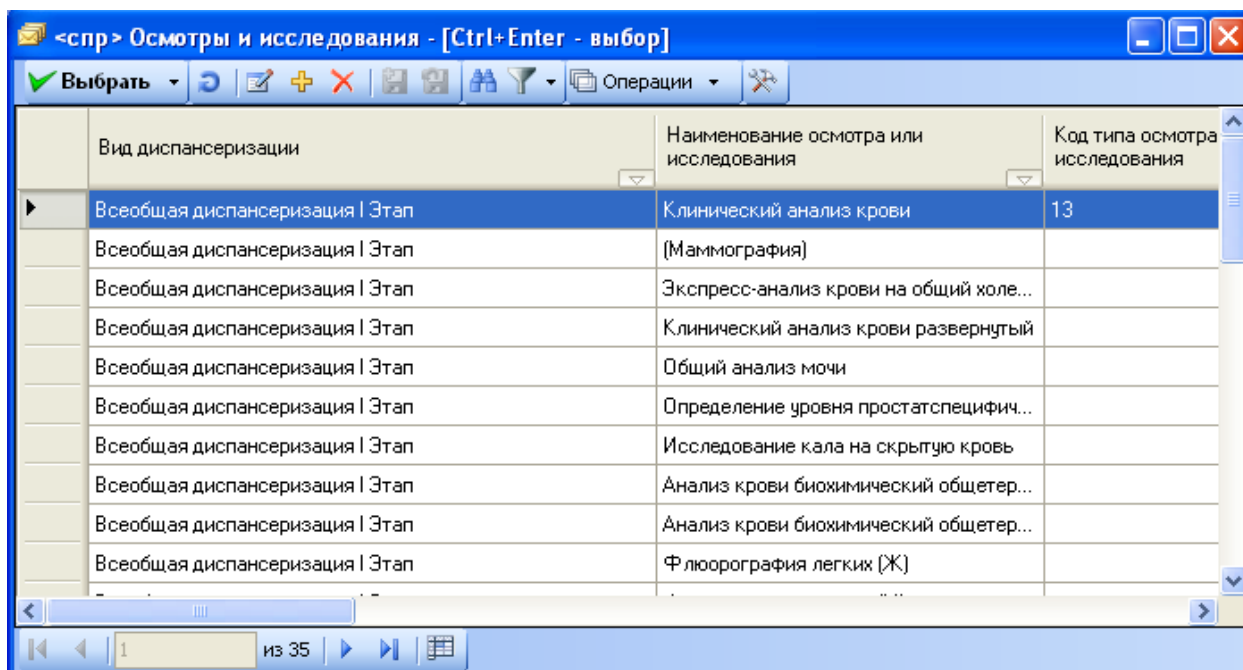 <спр> Осмотры и исследования - [Ctrl+Enter - выбор]
Выбрать Операции
Вид диспансеризации Наименование осмотра или исследования Код типа осмотра исследования
Всеобщая диспансеризация I Этап Клинический анализ крови 13
Всеобщая диспансеризация I Этап (Маммография)
Всеобщая диспансеризация I Этап Экспресс-анализ крови на общий холе...
Всеобщая диспансеризация I Этап Клинический анализ крови развернутый
Всеобщая диспансеризация I Этап Общий анализ мочи
Всеобщая диспансеризация I Этап Определение уровня простатспецифич...
Всеобщая диспансеризация I Этап Исследование кала на скрытую кровь
Всеобщая диспансеризация I Этап Анализ крови биохимический общетер...
Всеобщая диспансеризация I Этап Анализ крови биохимический общетер...
Всеобщая диспансеризация I Этап Флюорография легких (Ж)
1 из 35